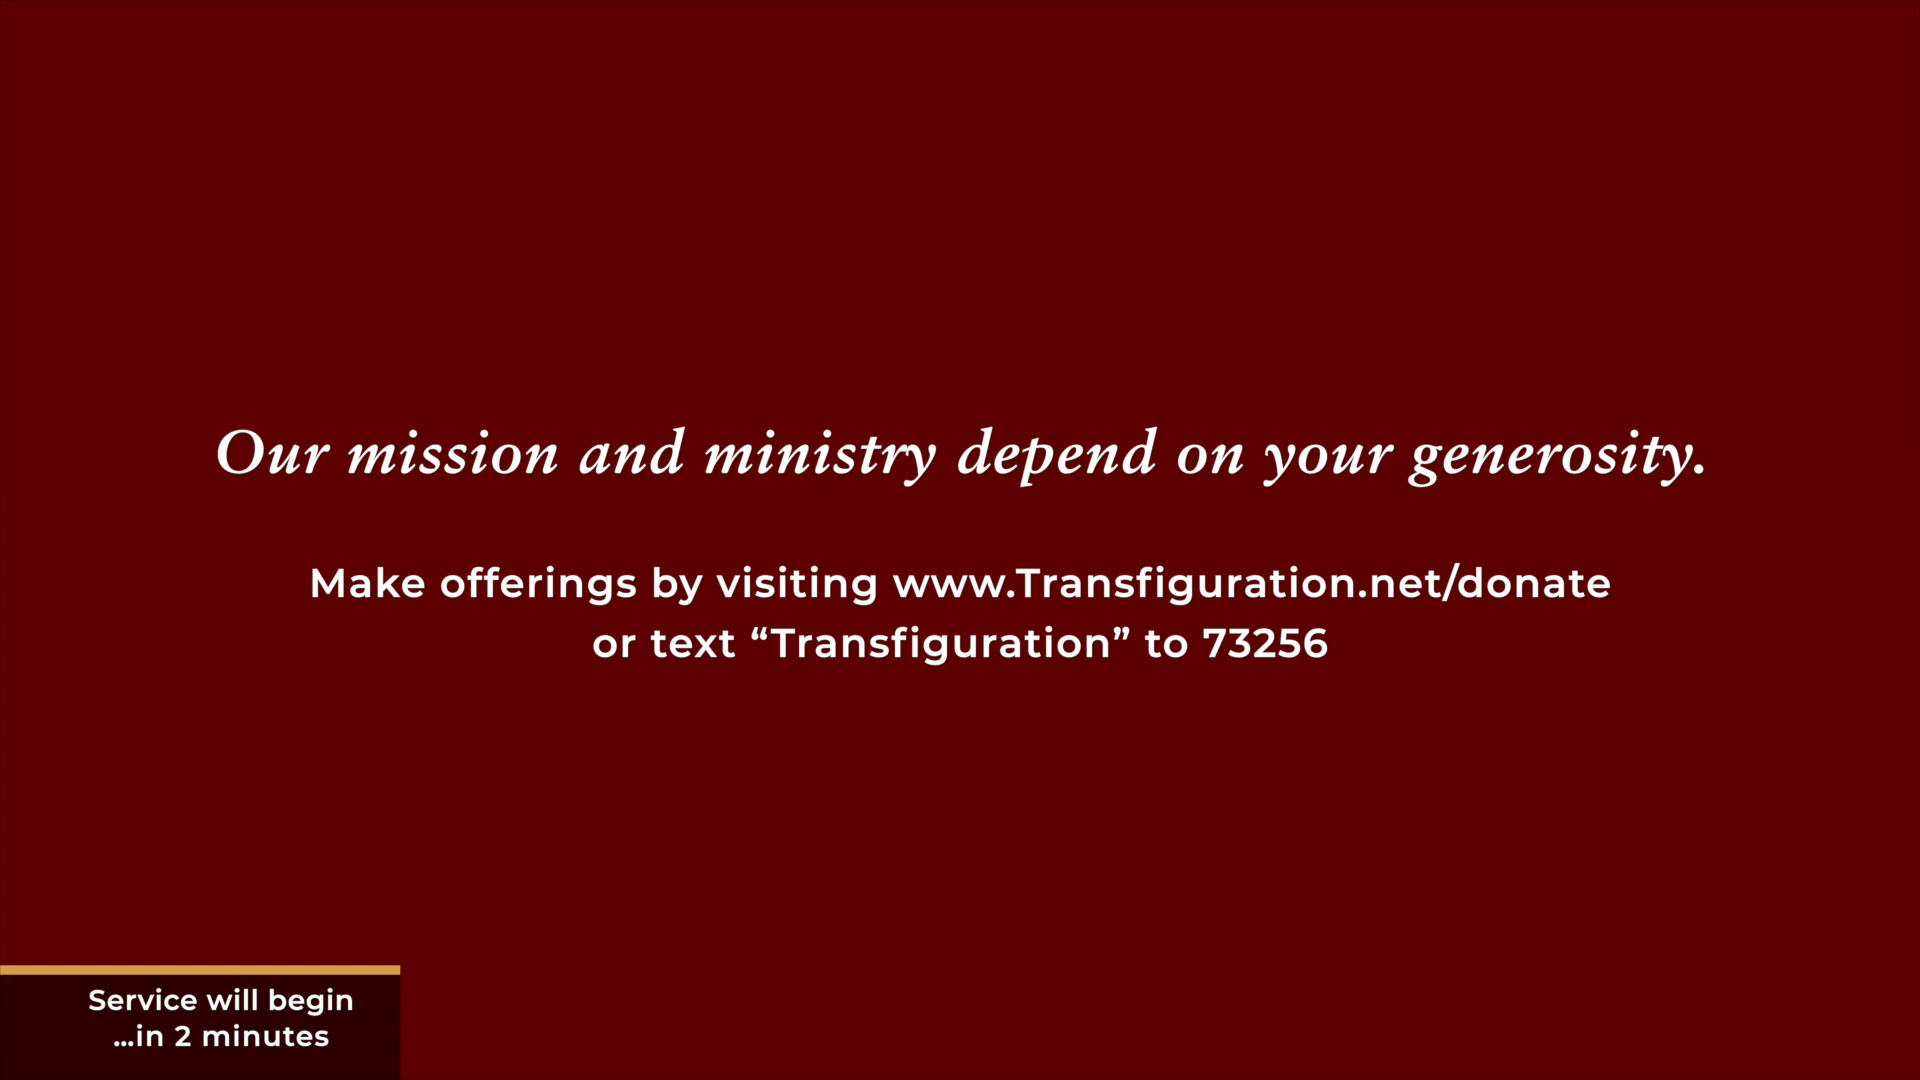 Our mission and ministry depend on your generosity.
Make offerings by visiting www.Transfiguration.net/donate
or text “Transfiguration” to 73256
Service will begin
...in 2 minutes